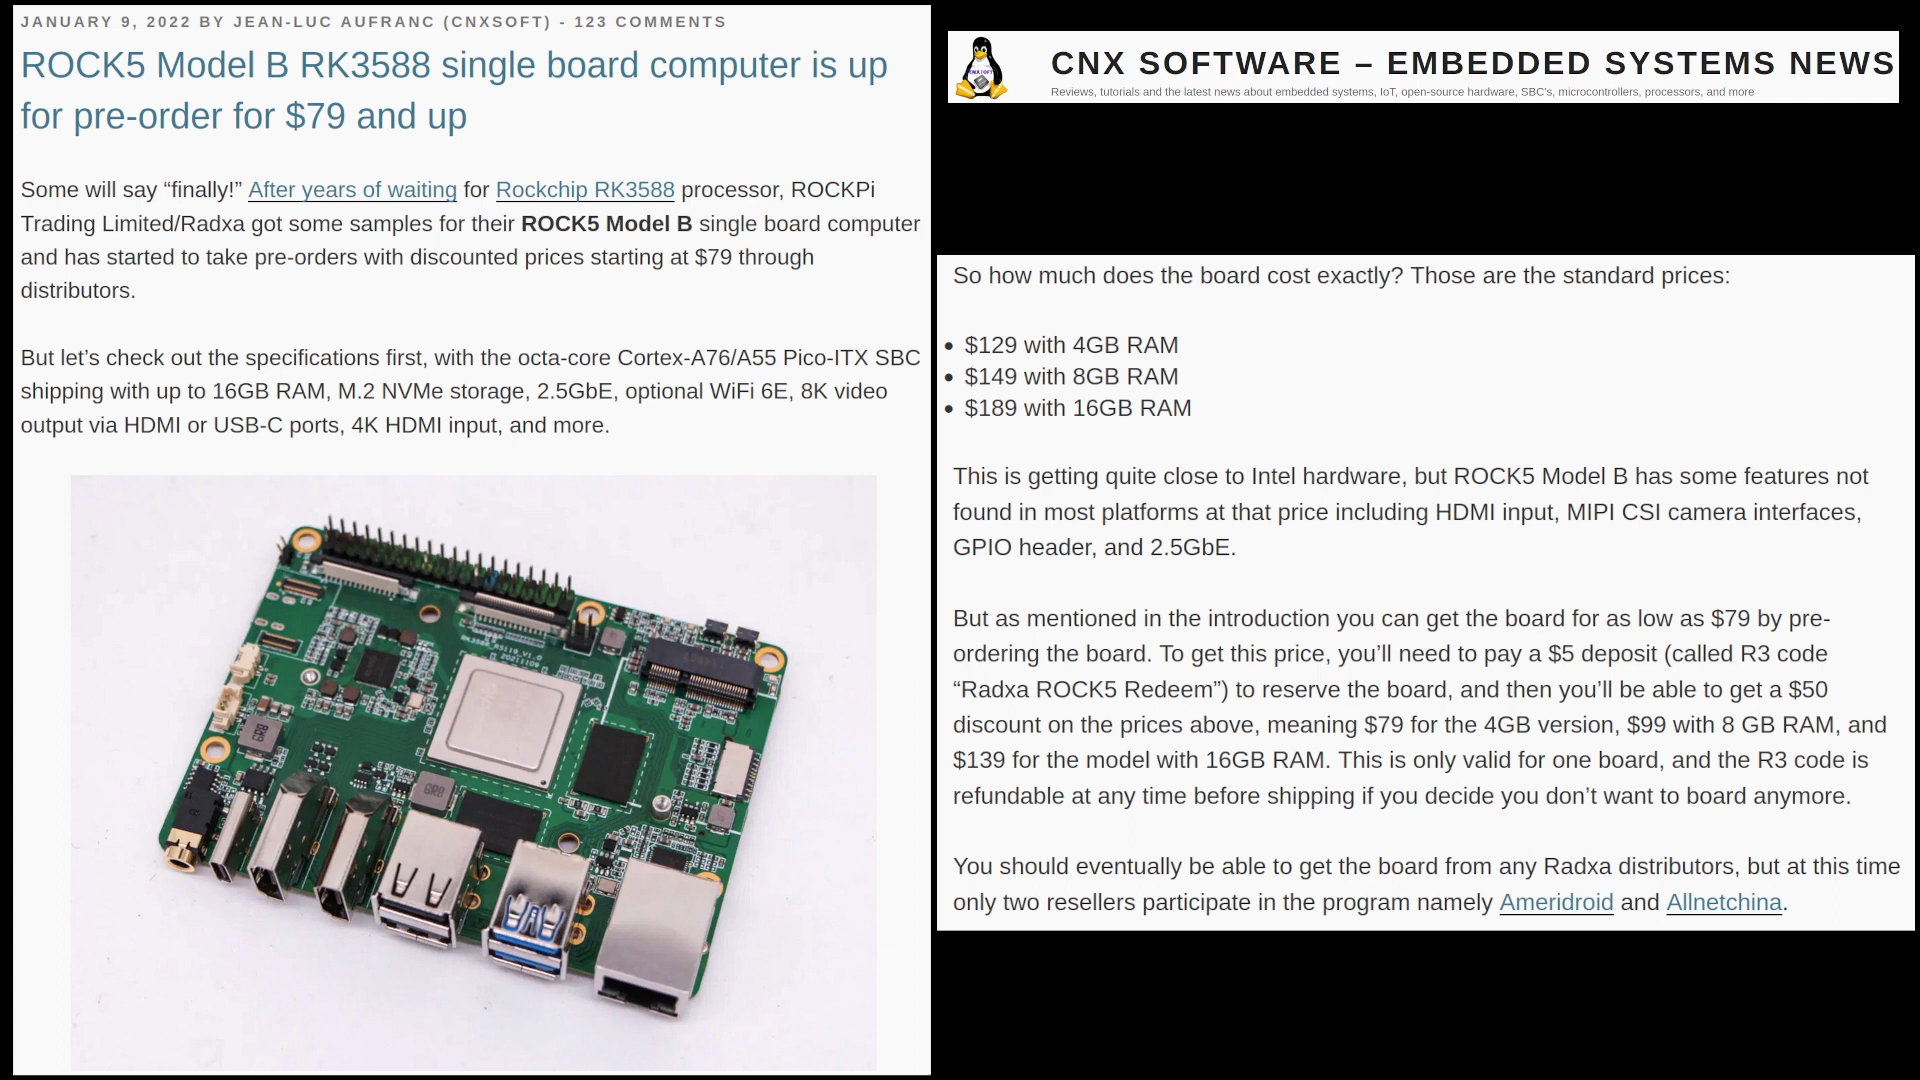 JANUARY 9, 2022 BY JEAN-LUC AUFRANC (CNXSOFT) - 123 COMMENTS
ROCK5 Model B RK3588 single board computer is up
for pre-order for $79 and up
Some will say “finally!” After years of waiting for Rockchip RK3588 processor, ROCKPi
Trading Limited/Radxa got some samples for their ROCK5 Model B single board computer
and has started to take pre-orders with discounted prices starting at $79 through
distributors.
But let’s check out the specifications first, with the octa-core Cortex-A76/A55 Pico-ITX SBC
shipping with up to 16GB RAM, M.2 NVMe storage, 2.5GbE, optional WiFi 6E, 8K video
output via HDMI or USB-C ports, 4K HDMI input, and more.
CNX SOFTWARE – EMBEDDED SYSTEMS NEWS
Reviews, tutorials and the latest news about embedded systems, IoT, open-source hardware, SBC's, microcontrollers, processors, and more
So how much does the board cost exactly? Those are the standard prices:
• $129 with 4GB RAM
• $149 with 8GB RAM
• $189 with 16GB RAM
This is getting quite close to Intel hardware, but ROCK5 Model B has some features not
found in most platforms at that price including HDMI input, MIPI CSI camera interfaces,
GPIO header, and 2.5GbE.
But as mentioned in the introduction you can get the board for as low as $79 by pre-
ordering the board. To get this price, you’ll need to pay a $5 deposit (called R3 code
“Radxa ROCK5 Redeem”) to reserve the board, and then you’ll be able to get a $50
discount on the prices above, meaning $79 for the 4GB version, $99 with 8 GB RAM, and
$139 for the model with 16GB RAM. This is only valid for one board, and the R3 code is
refundable at any time before shipping if you decide you don’t want to board anymore.
You should eventually be able to get the board from any Radxa distributors, but at this time
only two resellers participate in the program namely Ameridroid and Allnetchina.